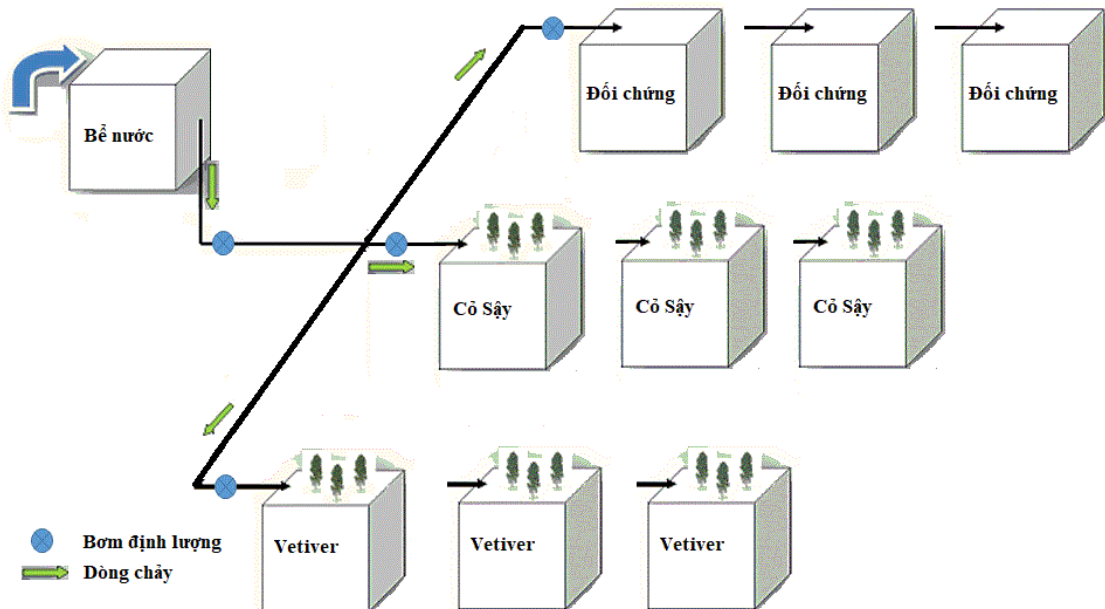 Đối chứng
Đối chứng
Đối chứng
Bể nước
Cỏ Sậy
Cỏ Sậy
Cỏ Sậy
Vetiver
Vetiver
Vetiver
Bơm định lượng
Dòng chảy